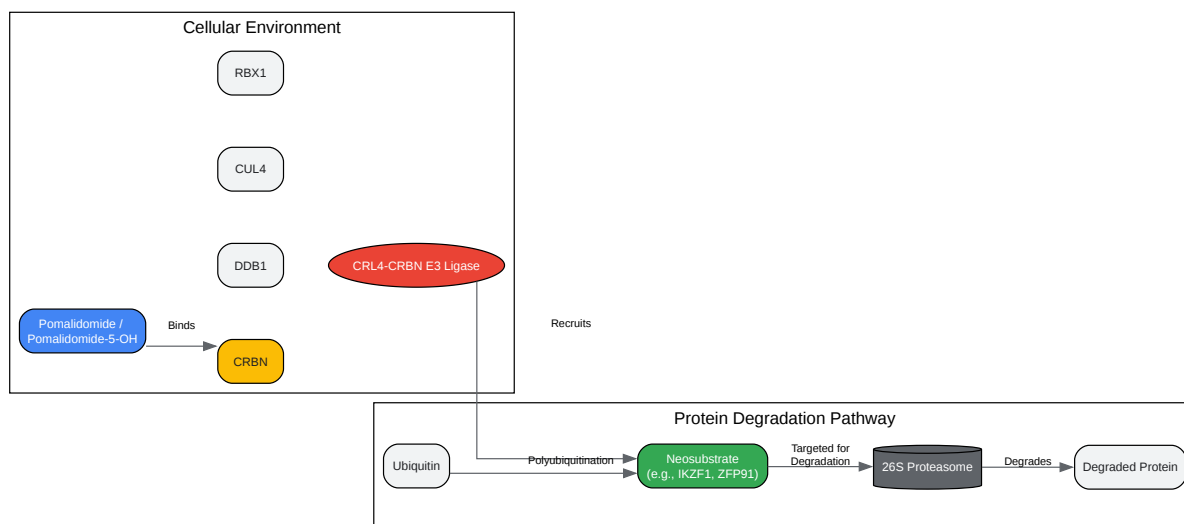 Cellular Environment
RBX1
CUL4
DDB1
CRL4-CRBN E3 Ligase
Pomalidomide /
Pomalidomide-5-OH
Binds
CRBN
Recruits
Protein Degradation Pathway
Ubiquitin
Polyubiquitination
Neosubstrate
(e.g., IKZF1, ZFP91)
Targeted for
Degradation
26S Proteasome
Degrades
Degraded Protein